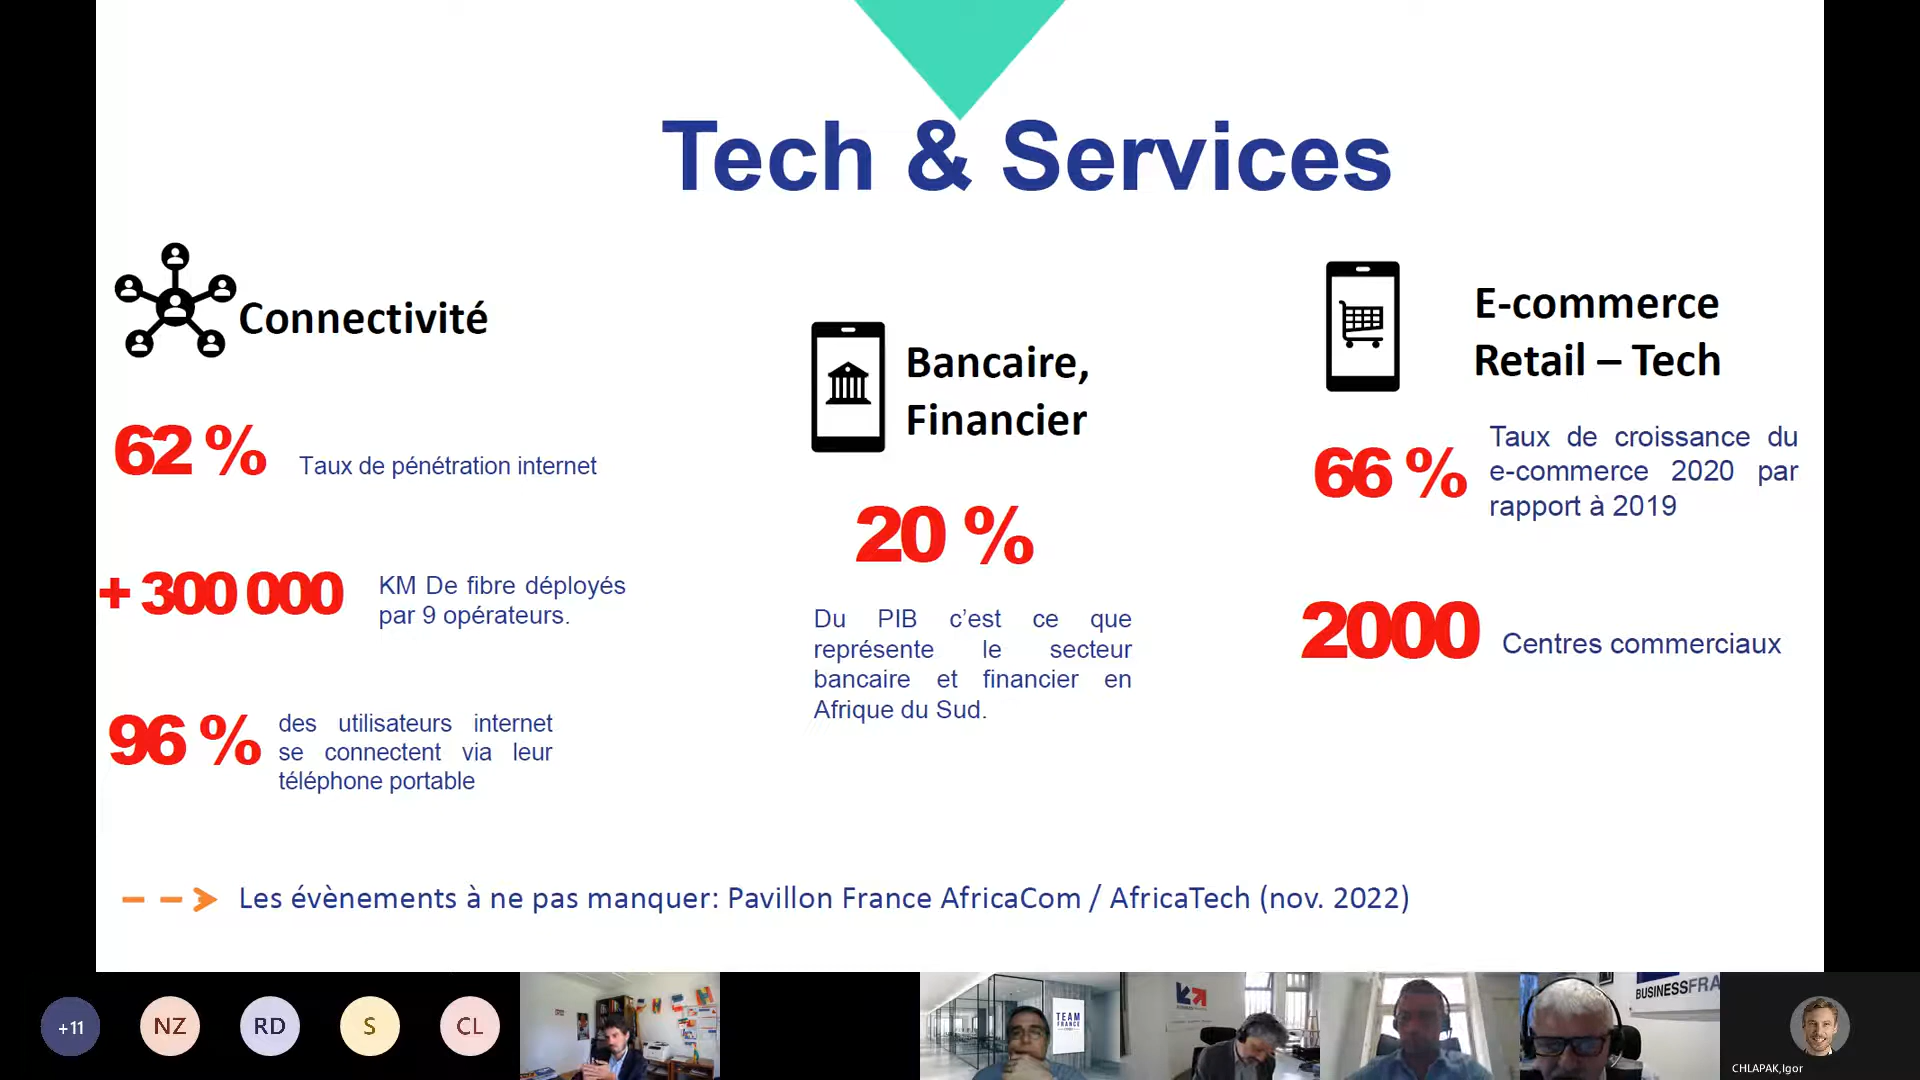 Tech & Services
Connectivité
62 %
Taux de pénétration internet
+ 300 000
KM De fibre déployés
par 9 opérateurs.
96 %
des utilisateurs internet
se connectent via leur
téléphone portable
Bancaire,
Financier
20 %
Du PIB c’est ce que
représente le secteur
bancaire et financier en
Afrique du Sud.
E-commerce
Retail – Tech
66 %
Taux de croissance du
e-commerce 2020 par
rapport à 2019
2000
Centres commerciaux
Les évènements à ne pas manquer: Pavillon France AfricaCom / AfricaTech (nov. 2022)
+11
NZ
RD
S
CL
TEAM
FRANCE
BUSINESSFRA
CHLAPAK,Igor